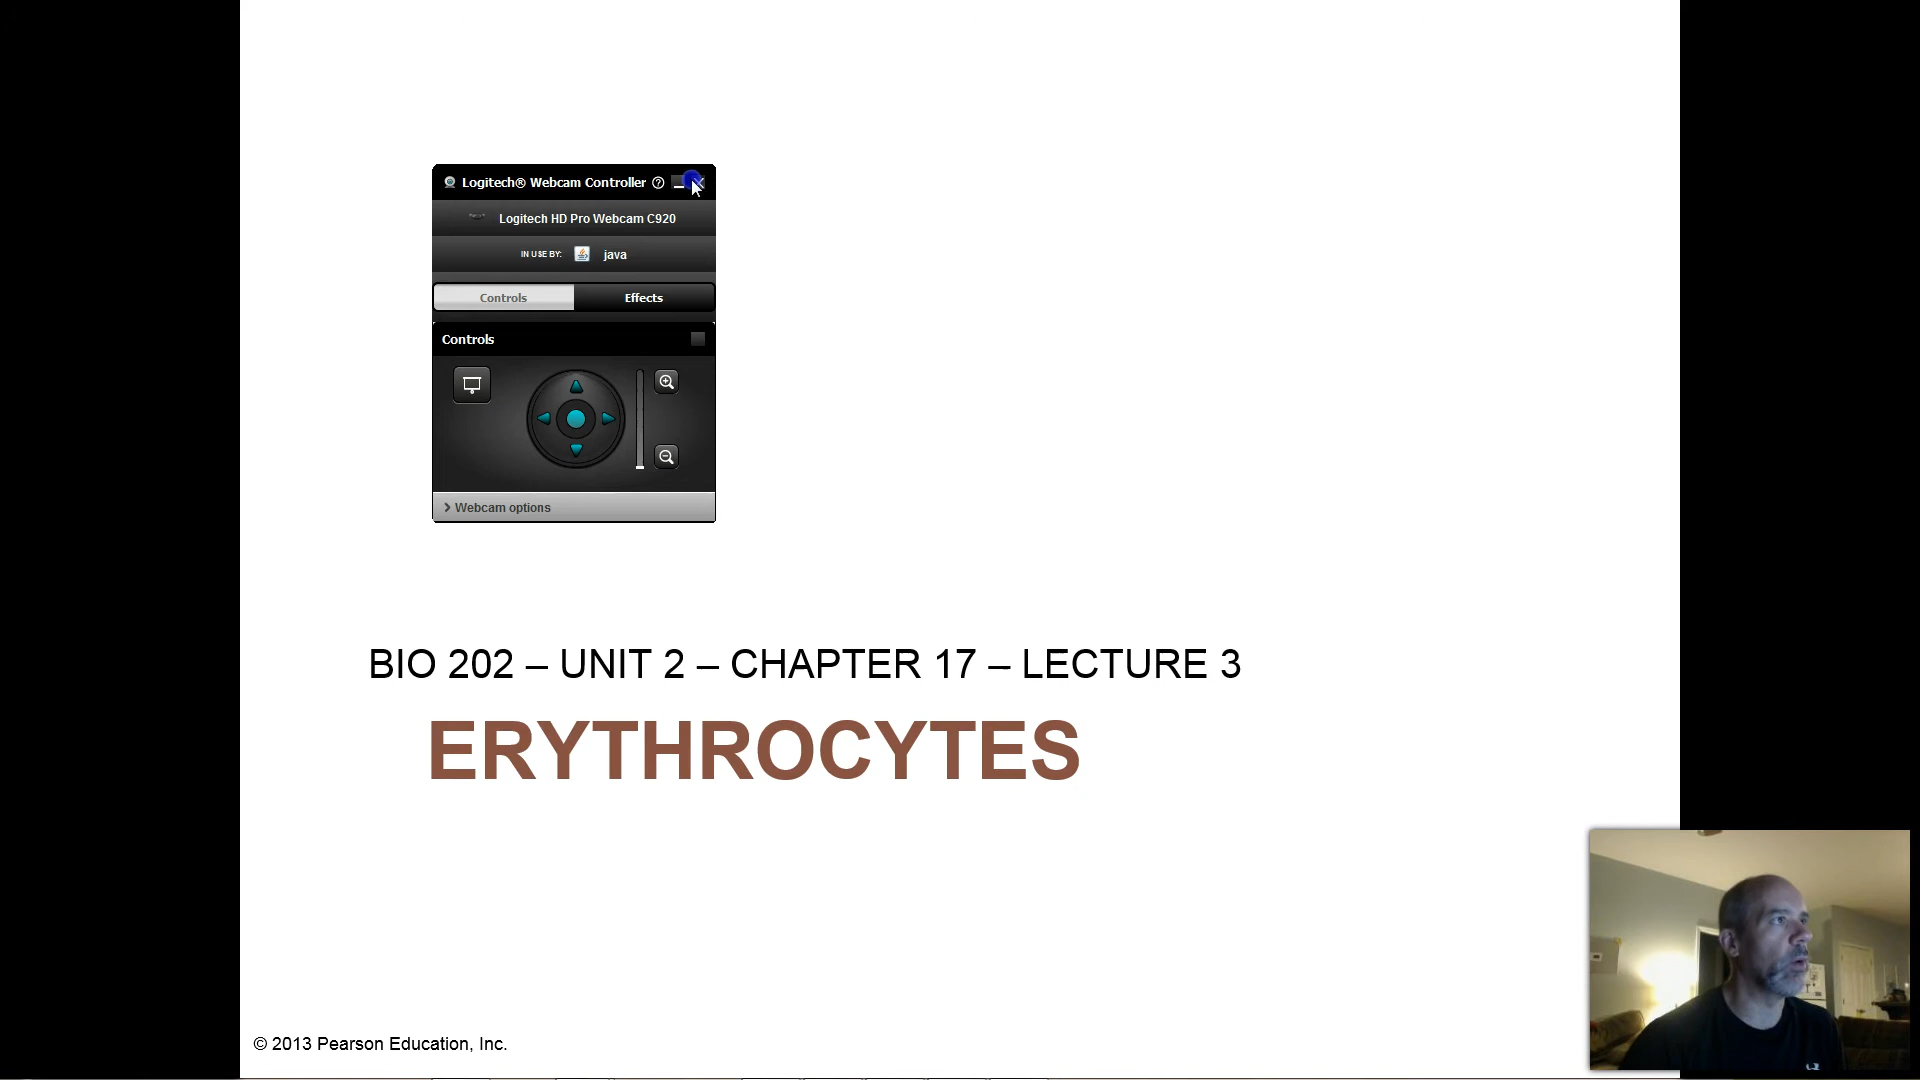 Logitech® Webcam Controller
Logitech HD Pro Webcam C920
IN USE BY: java
Controls Effects
Controls
Webcam options
BIO 202 – UNIT 2 – CHAPTER 17 – LECTURE 3
ERYTHROCYTES
© 2013 Pearson Education, Inc.